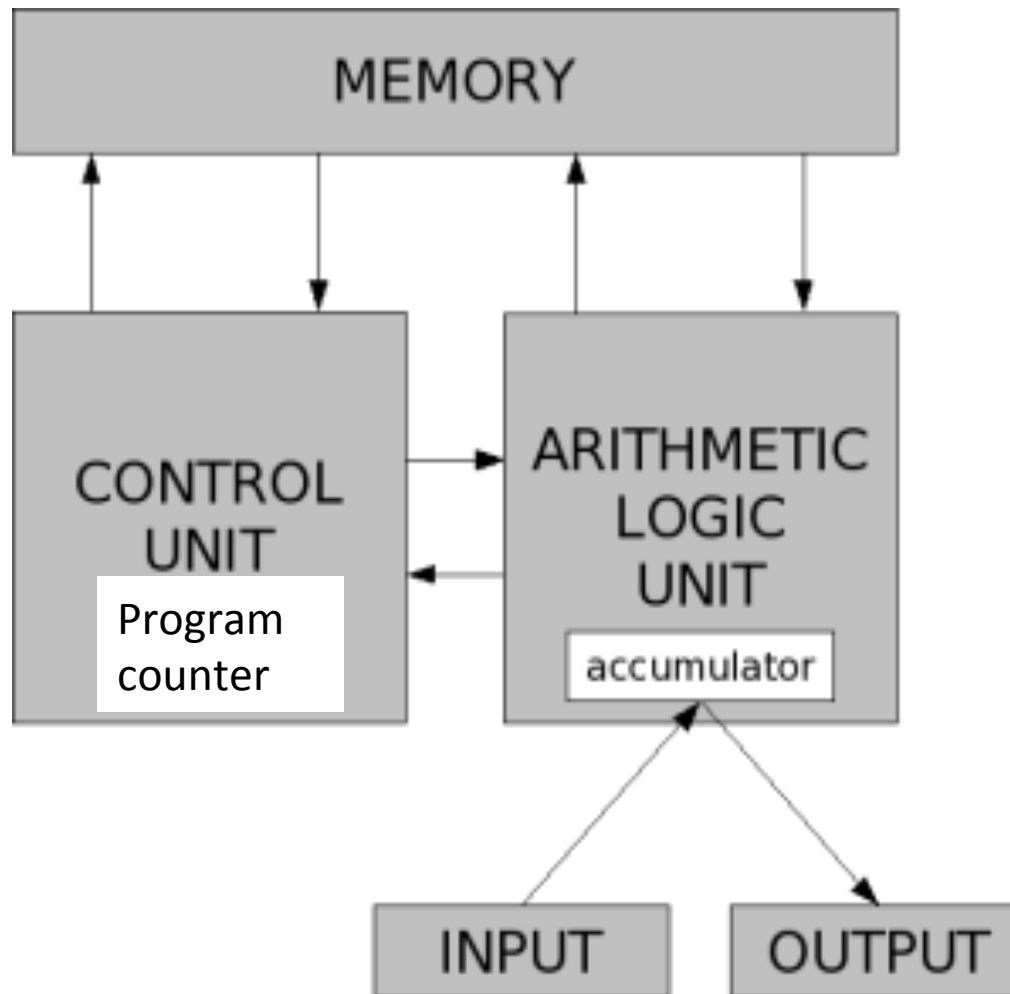 MEMORY
CONTROL
UNIT
Program
counter
ARITHMETIC
LOGIC
UNIT
accumulator
INPUT
OUTPUT